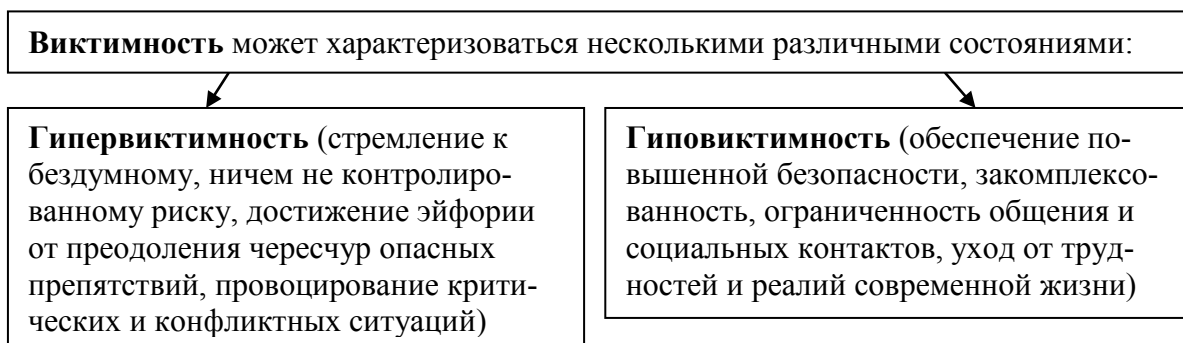 Виктимность может характеризоваться несколькими различными состояниями:
Гипервиктимность (стремление к
бездумному, ничем не контролиро-
ванному риску, достижение эйфории
от преодоления чересчур опасных
препятствий, провоцирование крити-
ческих и конфликтных ситуаций)
Гиповиктимность (обеспечение по-
вышенной безопасности, закомплексо-
ванность, ограниченность общения и
социальных контактов, уход от труд-
ностей и реалий современной жизни)